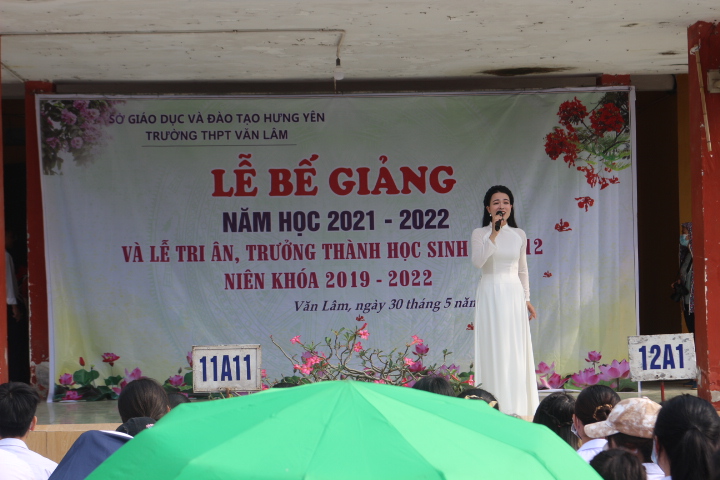 SỞ GIÁO DỤC VÀ ĐÀO TẠO HƯNG YÊN
TRƯỜNG THPT VĂN LÂM
LỄ BẾ GIẢNG
NĂM HỌC 2021 - 2022
VÀ LỄ TRI ÂN, TRƯỞNG THÀNH HỌC SINH 12
NIÊN KHÓA 2019 - 2022
Văn Lâm, ngày 30 tháng 5 năm
11A11
12A1